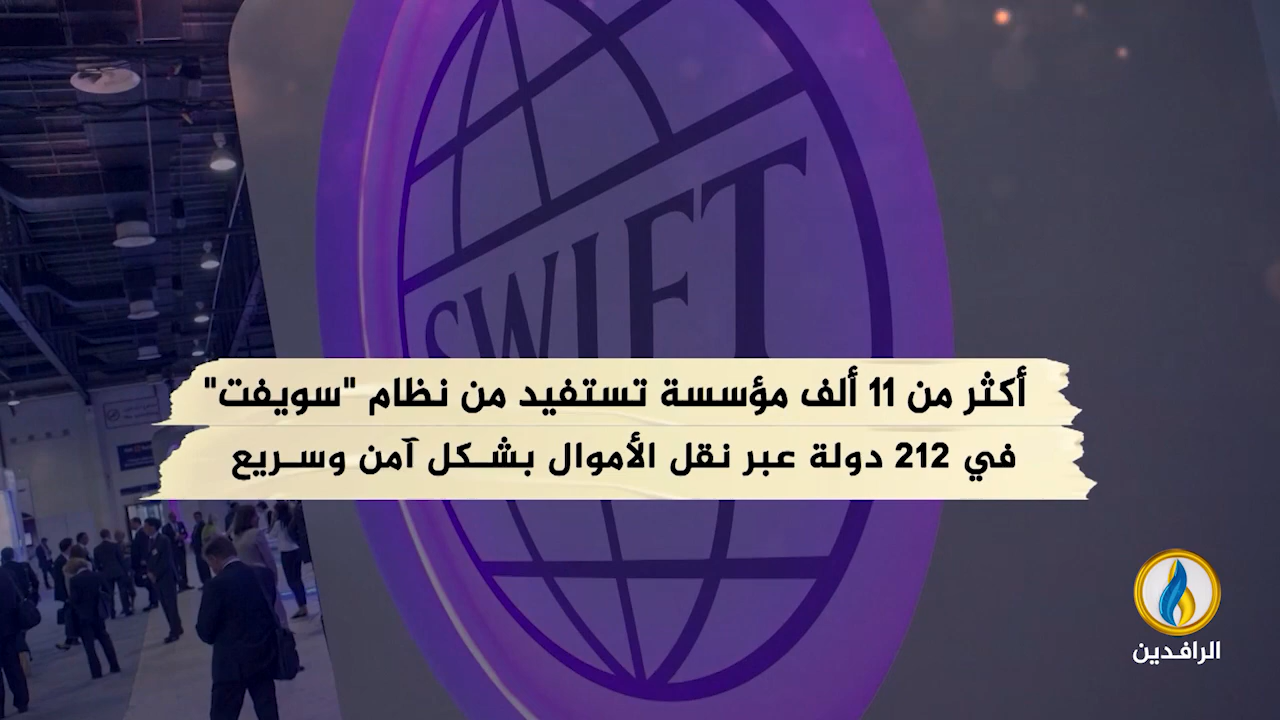 SWIFT
أكثر من 11 ألف مؤسسة تستفيد من نظام "سويفت"
في 212 دولة عبر نقل الأموال بشكل آمن وسريع
الرافدين